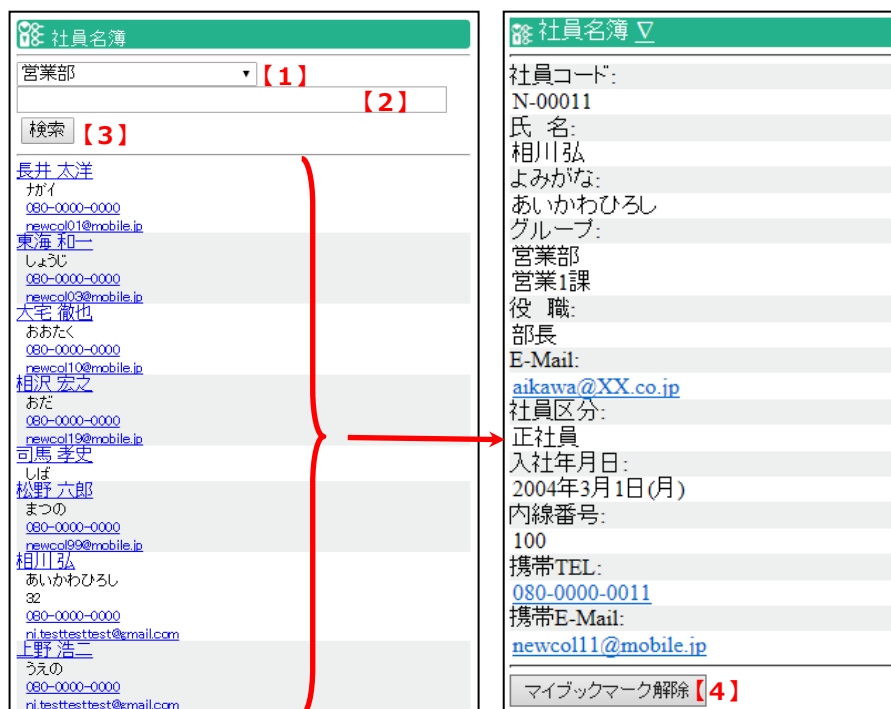 社員名簿
営業部
【1】
【2】
検索 【3】
長井 太洋
ナガイ
080-0000-0000
newcol01@mobile.jp
東海 和一
しょうじ
080-0000-0000
newcol03@mobile.jp
大宅 徹也
おおたく
080-0000-0000
newcol10@mobile.jp
相沢 宏之
おだ
080-0000-0000
newcol19@mobile.jp
司馬 孝史
しば
松野 六郎
まつの
080-0000-0000
newcol99@mobile.jp
相川 弘
あいかわひろし
32
080-0000-0000
ni.testtesttest@gmail.com
上野 浩二
うえの
080-0000-0000
ni.testtesttest@gmail.com
社員名簿 ▽
社員コード:
N-00011
氏 名:
相川弘
よみがな:
あいかわひろし
グループ:
営業部
営業1課
役 職:
部長
E-Mail:
aikawa@XX.co.jp
社員区分:
正社員
入社年月日:
2004年3月1日(月)
内線番号:
100
携帯TEL:
080-0000-0011
携帯E-Mail:
newcol11@mobile.jp
マイブックマーク解除 【4】